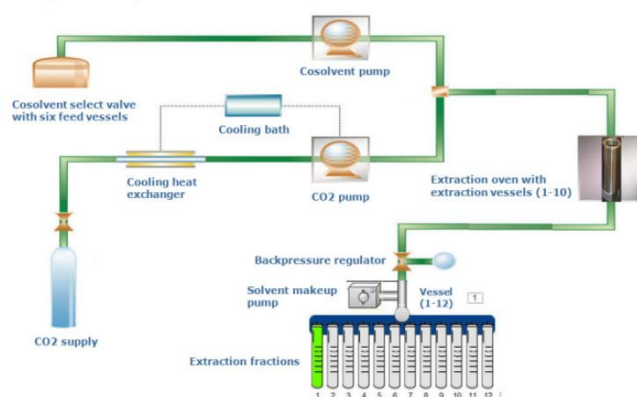 Cosolvent pump
Cosolvent select valve
with six feed vessels
Cooling bath
Cooling heat
exchanger
CO2 pump
Extraction oven with
extraction vessels (1-10)
Backpressure regulator
Solvent makeup
pump
Vessel
(1-12)
1
CO2 supply
Extraction fractions
1 2 3 4 5 6 7 8 9 10 11 12